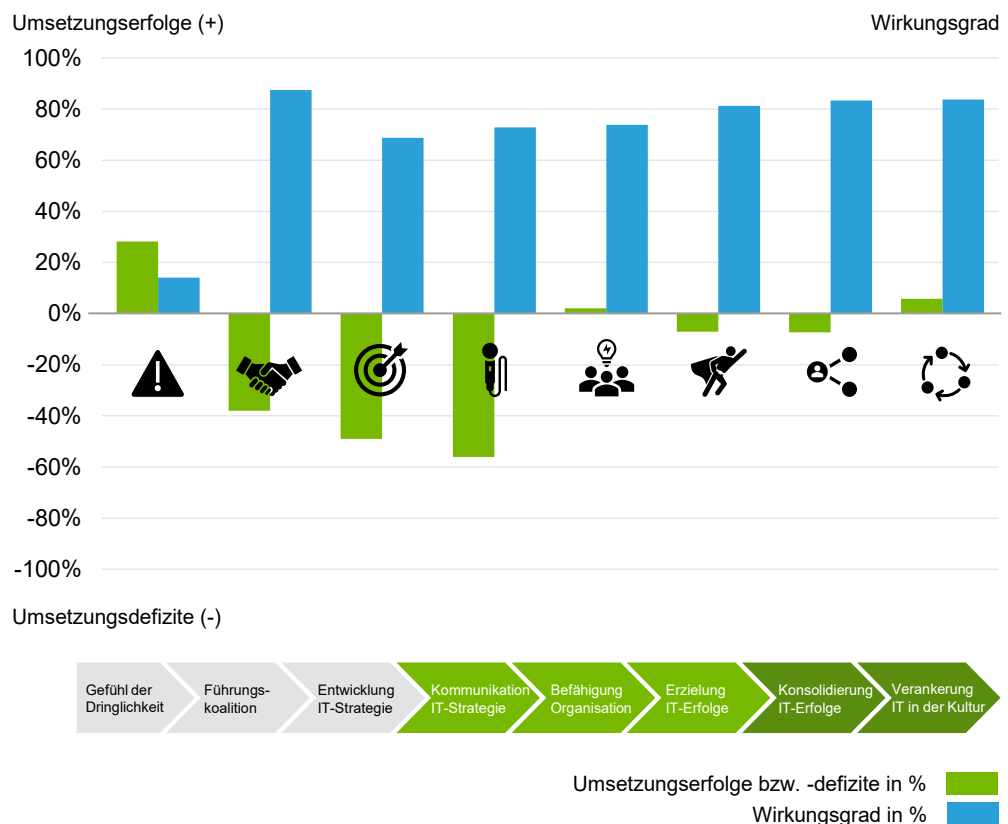 Umsetzungserfolge (+)
Wirkungsgrad
100%
80%
60%
40%
20%
0%
-20%
-40%
-60%
-80%
-100%
Umsetzungsdefizite (-)
Gefühl der
Dringlichkeit
Führungs-
koalition
Entwicklung
IT-Strategie
Kommunikation
IT-Strategie
Befähigung
Organisation
Erzielung
IT-Erfolge
Konsolidierung
IT-Erfolge
Verankerung
IT in der Kultur
Umsetzungserfolge bzw. -defizite in %
Wirkungsgrad in %